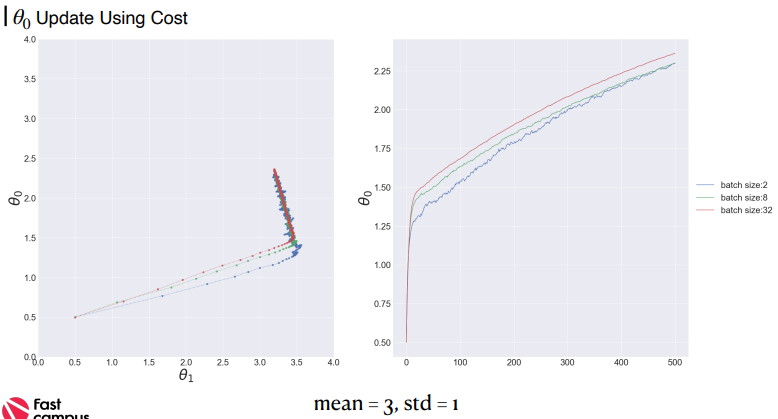 θ₀ Update Using Cost
4.0
3.5
3.0
2.5
2.0
1.5
1.0
0.5
0.0
θ₀
0.0 0.5 1.0 1.5 2.0 2.5 3.0 3.5 4.0
θ₁
2.25
2.00
1.75
1.50
1.25
1.00
0.75
0.50
θ₀
0 100 200 300 400 500
batch size:2
batch size:8
batch size:32
mean = 3, std = 1
Fast
campus